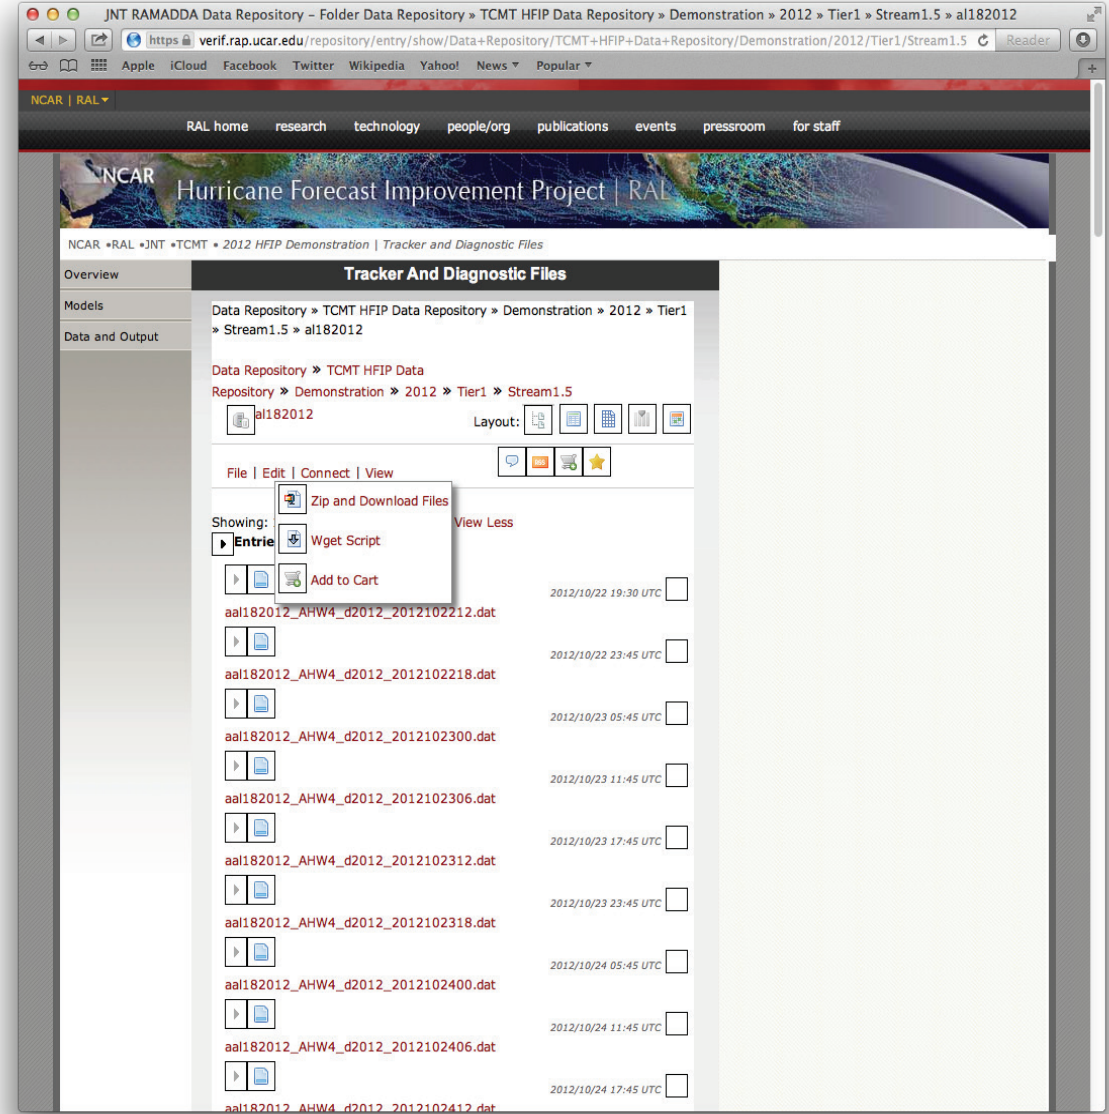 JNT RAMADDA Data Repository – Folder Data Repository » TCMT HFIP Data Repository » Demonstration » 2012 » Tier1 » Stream1.5 » al182012
https verif.rap.ucar.edu/repository/entry/show/Data+Repository/TCMT+HFIP+Data+Repository/Demonstration/2012/Tier1/Stream1.5 Reader
Apple iCloud Facebook Twitter Wikipedia Yahoo! News ▾ Popular ▾
NCAR | RAL
RAL home research technology people/org publications events pressroom for staff
NCAR
Hurricane Forecast Improvement Project | RAL
NCAR •RAL •JNT •TCMT • 2012 HFIP Demonstration | Tracker and Diagnostic Files
Overview
Models
Data and Output
Tracker And Diagnostic Files
Data Repository » TCMT HFIP Data Repository » Demonstration » 2012 » Tier1
» Stream1.5 » al182012
Data Repository » TCMT HFIP Data
Repository » Demonstration » 2012 » Tier1 » Stream1.5
al182012
Layout:
File | Edit | Connect | View
Zip and Download Files
Showing: View Less
Wget Script
Entrie
Add to Cart
2012/10/22 19:30 UTC
aal182012_AHW4_d2012_2012102212.dat
2012/10/22 23:45 UTC
aal182012_AHW4_d2012_2012102218.dat
2012/10/23 05:45 UTC
aal182012_AHW4_d2012_2012102300.dat
2012/10/23 11:45 UTC
aal182012_AHW4_d2012_2012102306.dat
2012/10/23 17:45 UTC
aal182012_AHW4_d2012_2012102312.dat
2012/10/23 23:45 UTC
aal182012_AHW4_d2012_2012102318.dat
2012/10/24 05:45 UTC
aal182012_AHW4_d2012_2012102400.dat
2012/10/24 11:45 UTC
aal182012_AHW4_d2012_2012102406.dat
2012/10/24 17:45 UTC
aal182012_AHW4_d2012_2012102412.dat